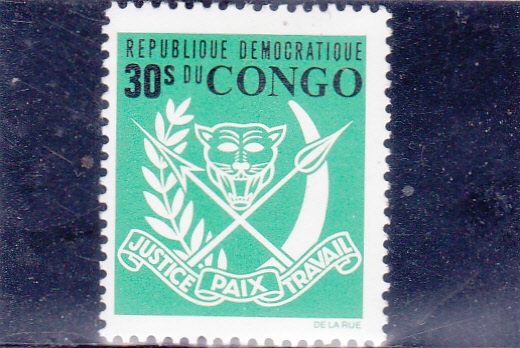 REPUBLIQUE DEMOCRATIQUE
30s DU CONGO
JUSTICE PAIX TRAVAIL
DE LA RUE